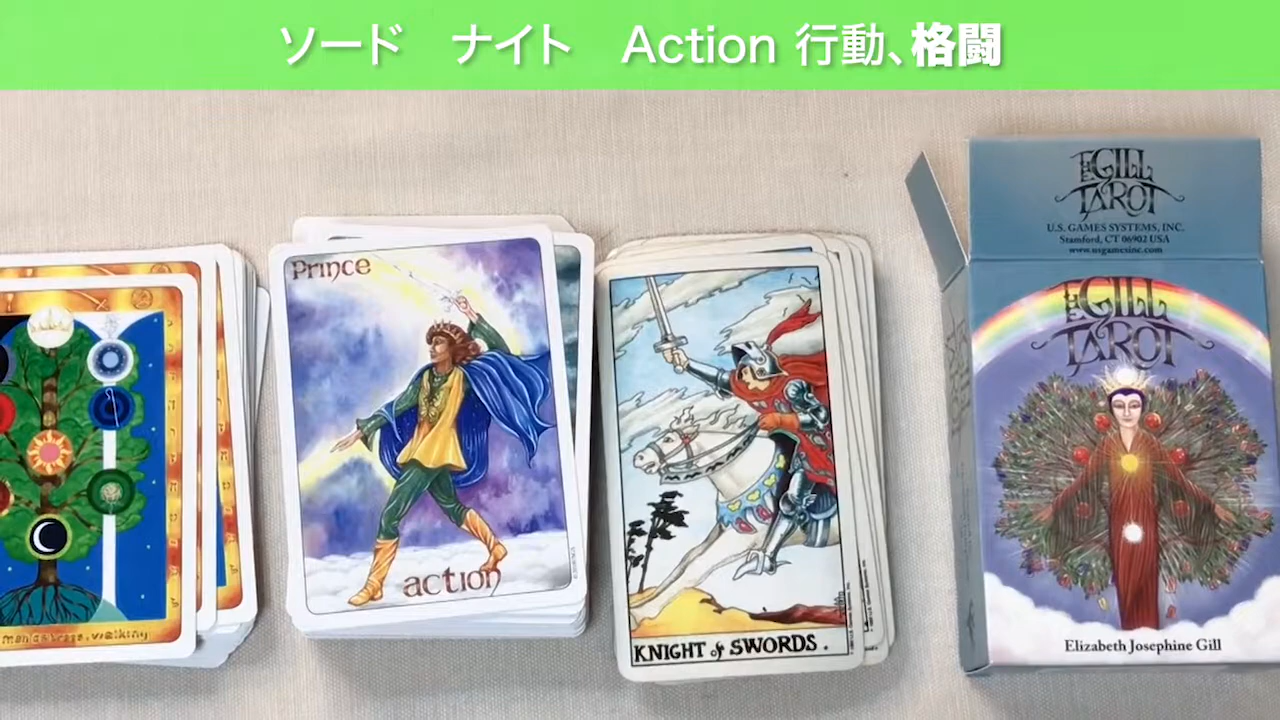 ソード　ナイト　Action 行動、格闘
THE GILL
TAROT
U.S. GAMES SYSTEMS, INC.
Stamford, CT 06902 USA
www.usgamesinc.com
Prince
action
KNIGHT of SWORDS.
THE GILL
TAROT
Elizabeth Josephine Gill